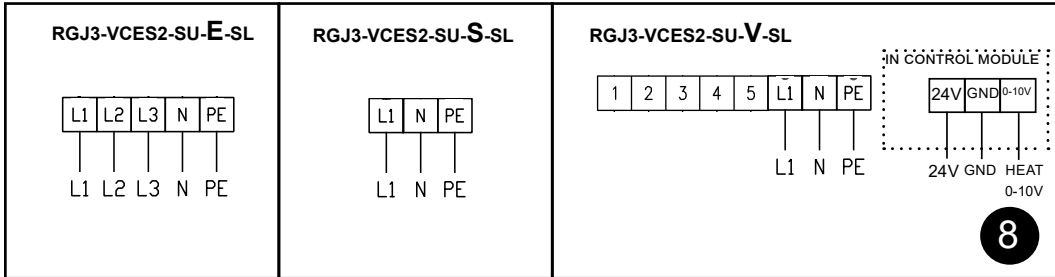 RGJ3-VCES2-SU-E-SL
L1 L2 L3 N PE
L1 L2 L3 N PE
RGJ3-VCES2-SU-S-SL
L1 N PE
L1 N PE
RGJ3-VCES2-SU-V-SL
1 2 3 4 5 L1 N PE
L1 N PE
IN CONTROL MODULE
24V GND 0-10V
24V GND HEAT
0-10V
8